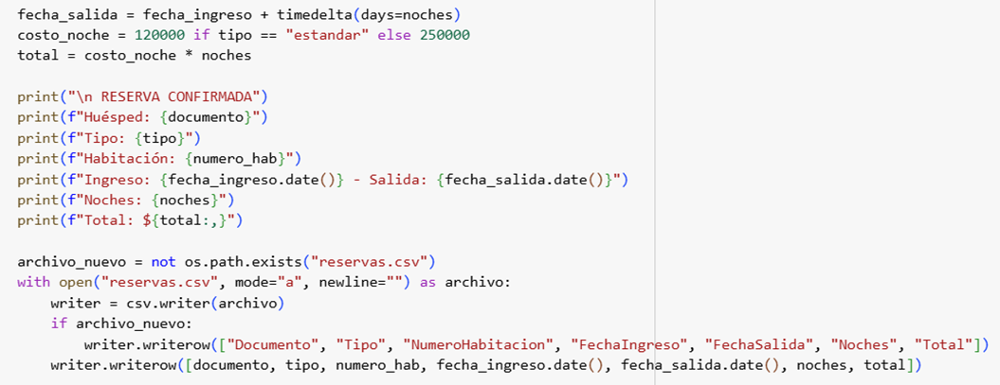 fecha_salida = fecha_ingreso + timedelta(days=noches)
costo_noche = 120000 if tipo == "estandar" else 250000
total = costo_noche * noches
print("\n RESERVA CONFIRMADA")
print(f"Huésped: {documento}")
print(f"Tipo: {tipo}")
print(f"Habitación: {numero_hab}")
print(f"Ingreso: {fecha_ingreso.date()} - Salida: {fecha_salida.date()}")
print(f"Noches: {noches}")
print(f"Total: ${total:,}")
archivo_nuevo = not os.path.exists("reservas.csv")
with open("reservas.csv", mode="a", newline="") as archivo:
    writer = csv.writer(archivo)
    if archivo_nuevo:
        writer.writerow(["Documento", "Tipo", "NumeroHabitacion", "FechaIngreso", "FechaSalida", "Noches", "Total"])
    writer.writerow([documento, tipo, numero_hab, fecha_ingreso.date(), fecha_salida.date(), noches, total])